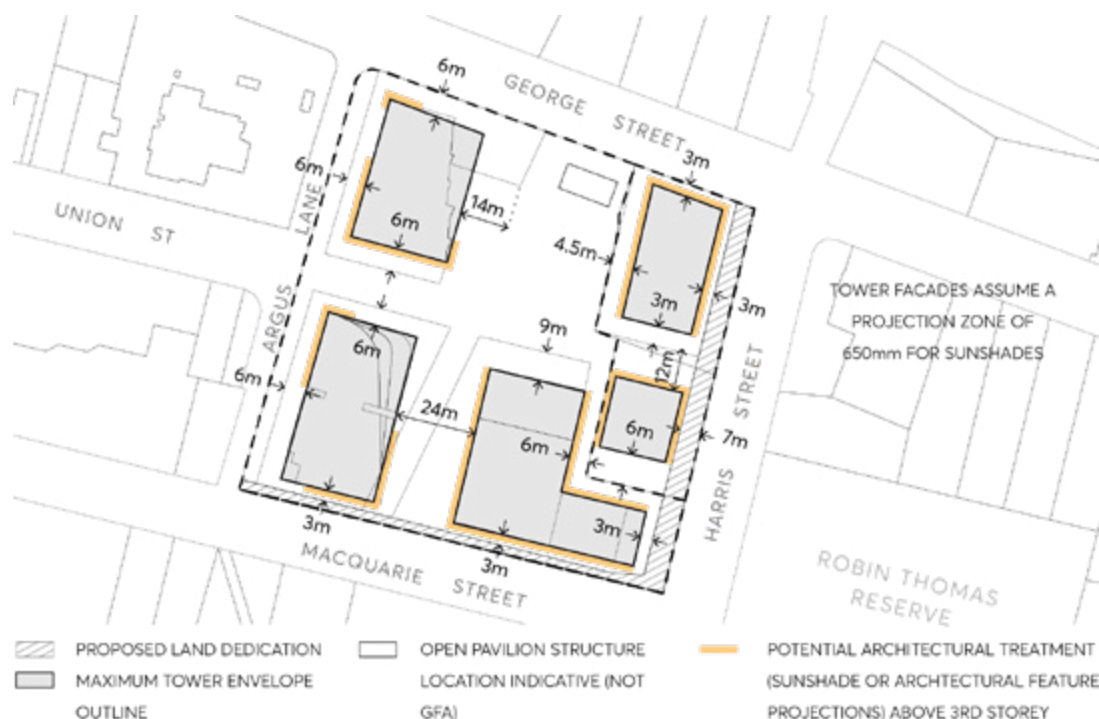 6m
GEORGE STREET
3m
6m
LANE
UNION ST
6m
14m
4.5m
3m
3m
TOWER FACADES ASSUME A
PROJECTION ZONE OF
650mm FOR SUNSHADES
ARGUS
6m
9m
12m
6m
24m
6m
6m
7m
HARRIS STREET
3m
3m
3m
MACQUARIE STREET
ROBIN THOMAS
RESERVE
PROPOSED LAND DEDICATION
MAXIMUM TOWER ENVELOPE
OUTLINE
OPEN PAVILION STRUCTURE
LOCATION INDICATIVE (NOT
GFA)
POTENTIAL ARCHITECTURAL TREATMENT
(SUNSHADE OR ARCHTECTURAL FEATURE
PROJECTIONS) ABOVE 3RD STOREY